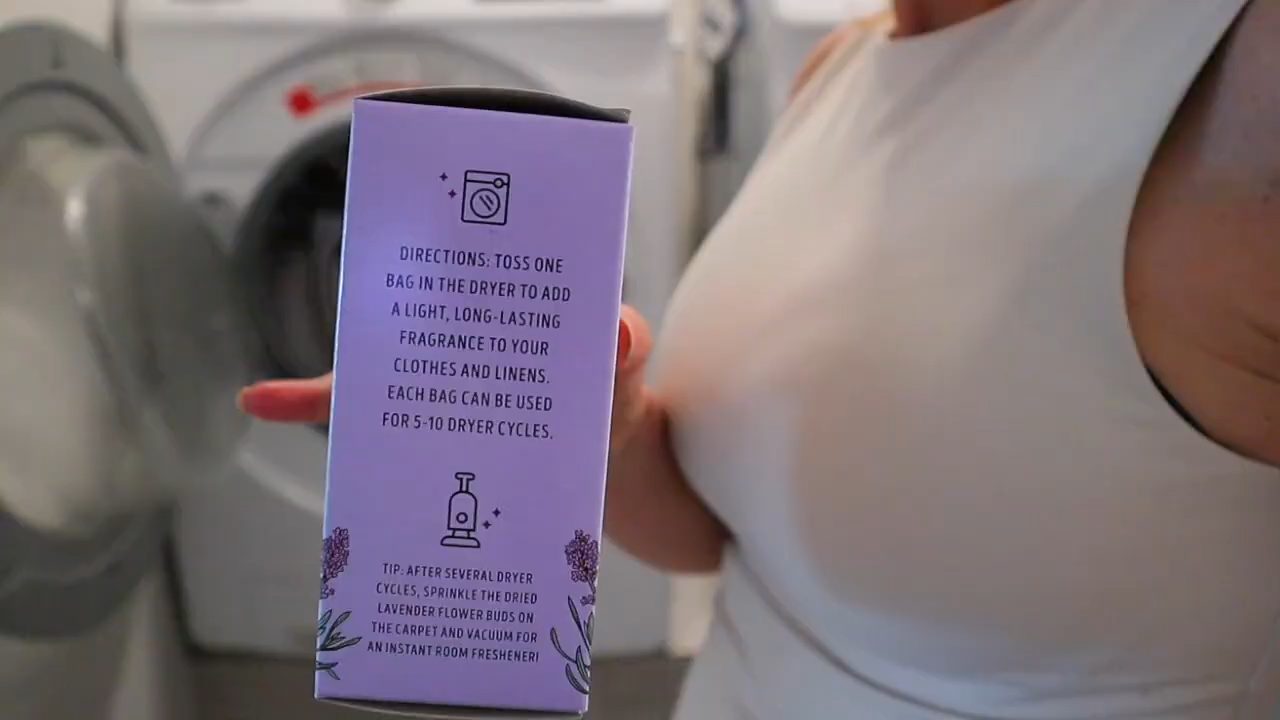 DIRECTIONS: TOSS ONE
BAG IN THE DRYER TO ADD
A LIGHT, LONG-LASTING
FRAGRANCE TO YOUR
CLOTHES AND LINENS.
EACH BAG CAN BE USED
FOR 5-10 DRYER CYCLES.
TIP: AFTER SEVERAL DRYER
CYCLES, SPRINKLE THE DRIED
LAVENDER FLOWER BUDS ON
THE CARPET AND VACUUM FOR
AN INSTANT ROOM FRESHENER!